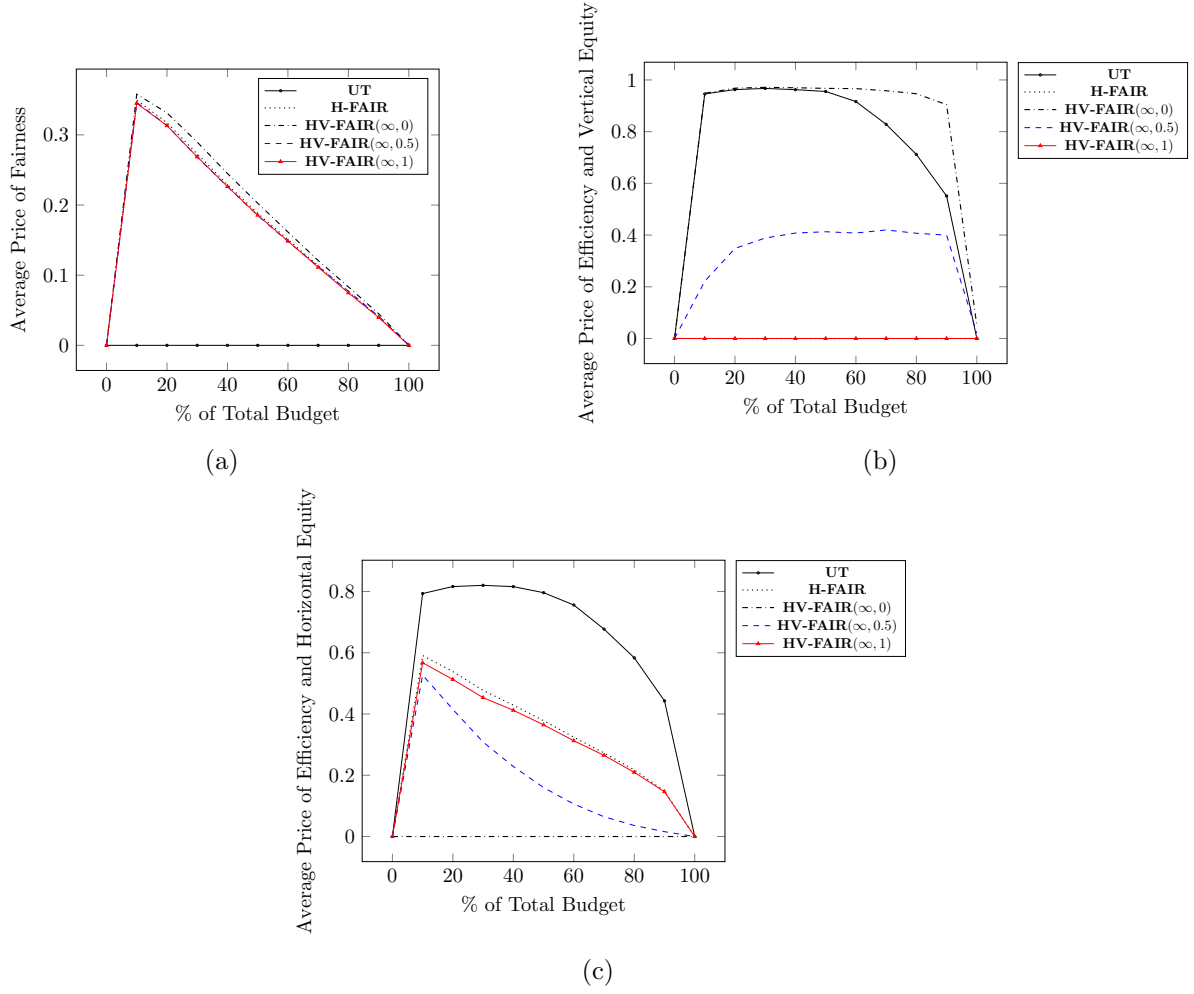 0
20
40
60
80
100
0
0.1
0.2
0.3
% of Total Budget
Average Price of Fairness
UT
H-FAIR
HV-FAIR(∞, 0)
HV-FAIR(∞, 0.5)
HV-FAIR(∞, 1)
(a)
0
20
40
60
80
100
0
0.2
0.4
0.6
0.8
1
% of Total Budget
Average Price of Efficiency and Vertical Equity
UT
H-FAIR
HV-FAIR(∞, 0)
HV-FAIR(∞, 0.5)
HV-FAIR(∞, 1)
(b)
0
20
40
60
80
100
0
0.2
0.4
0.6
0.8
% of Total Budget
Average Price of Efficiency and Horizontal Equity
UT
H-FAIR
HV-FAIR(∞, 0)
HV-FAIR(∞, 0.5)
HV-FAIR(∞, 1)
(c)